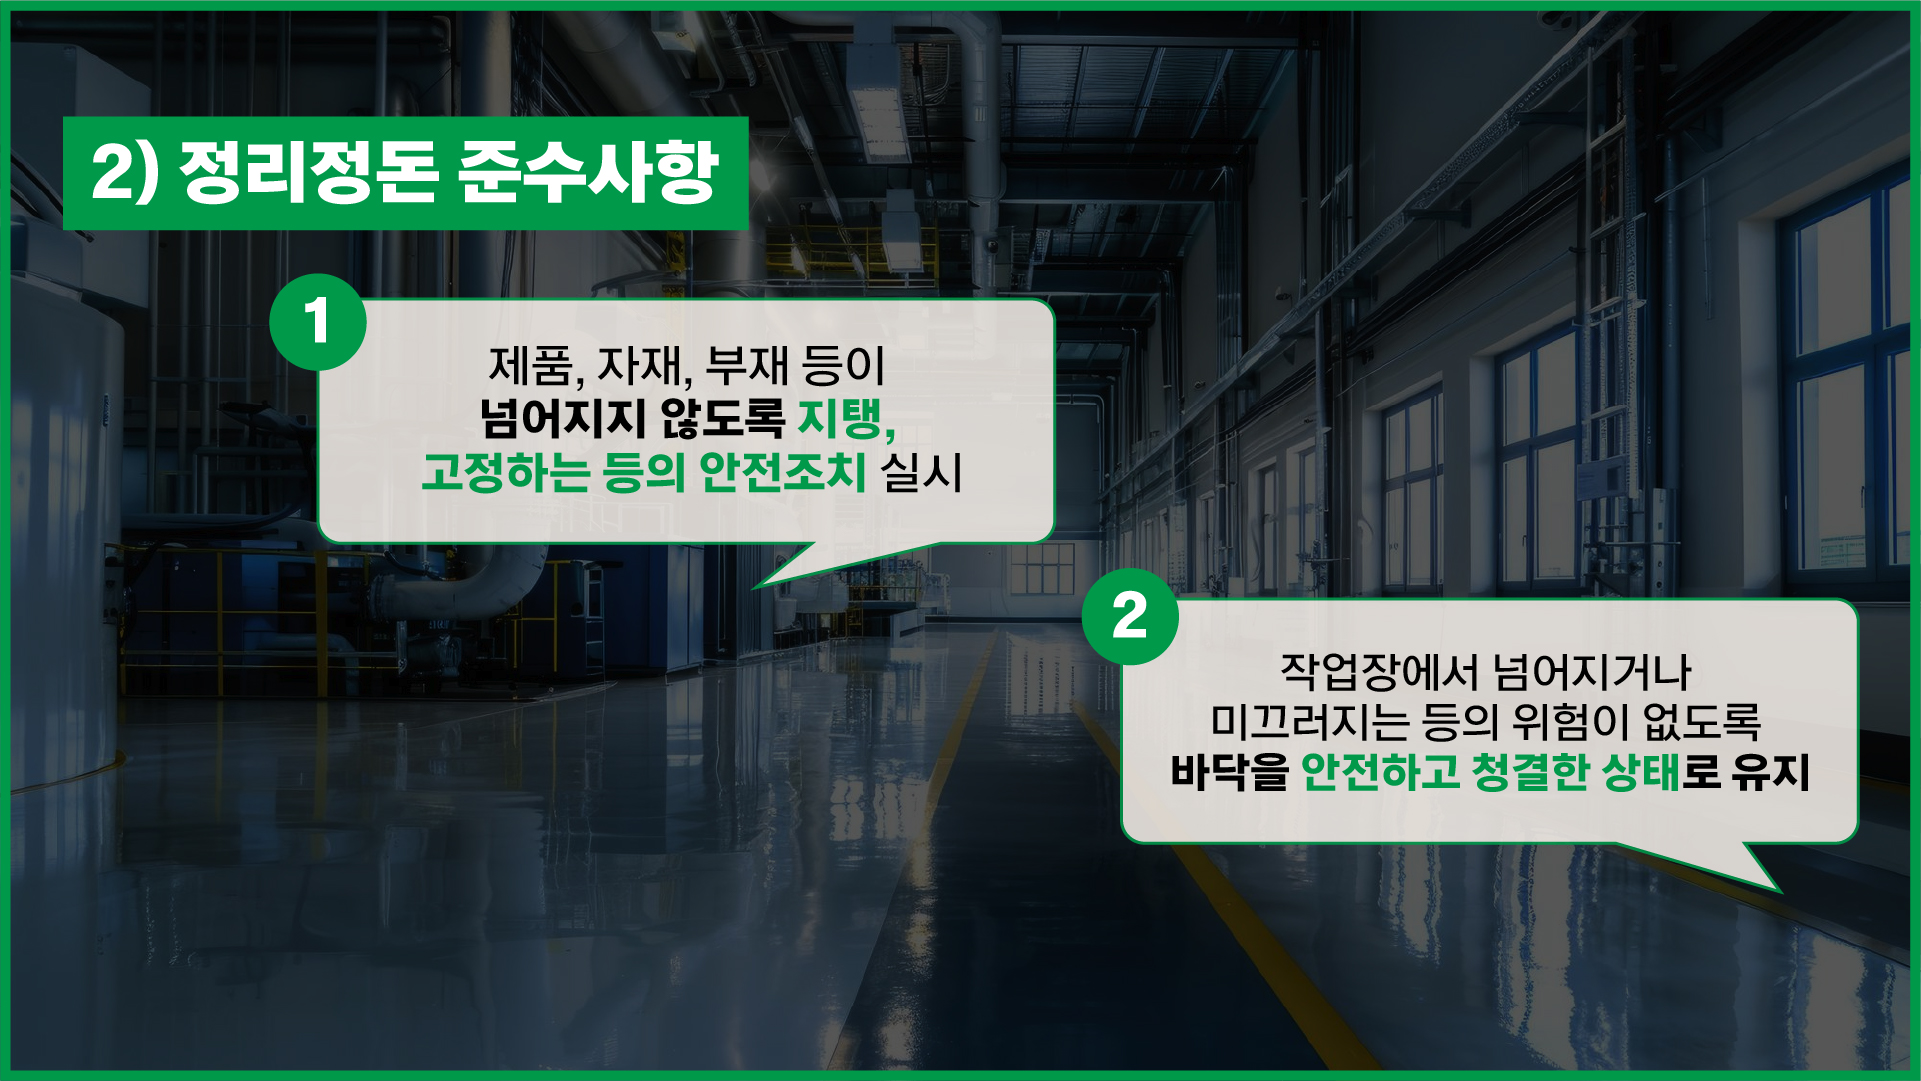 2) 정리정돈 준수사항
1
제품, 자재, 부재 등이
넘어지지 않도록 지탱,
고정하는 등의 안전조치 실시
2
작업장에서 넘어지거나
미끄러지는 등의 위험이 없도록
바닥을 안전하고 청결한 상태로 유지